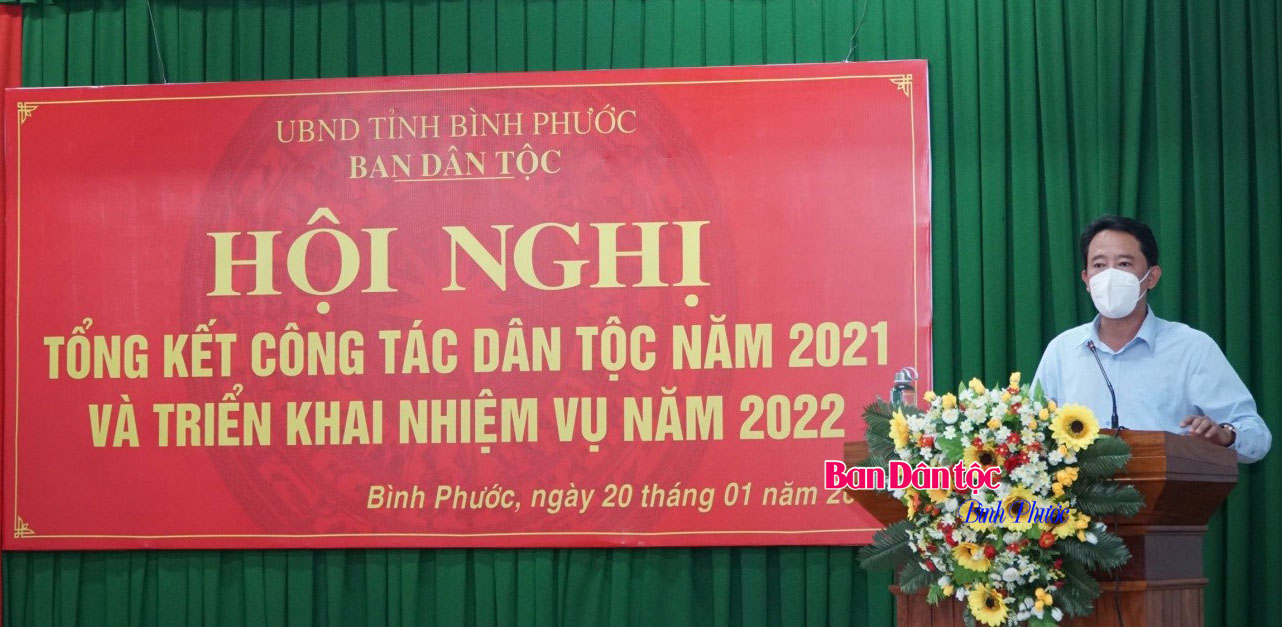 UBND TỈNH BÌNH PHƯỚC
BAN DÂN TỘC
HỘI NGHỊ
TỔNG KẾT CÔNG TÁC DÂN TỘC NĂM 2021
VÀ TRIỂN KHAI NHIỆM VỤ NĂM 2022
Bình Phước, ngày 20 tháng 01 năm
Ban Dân tộc
Bình Phước